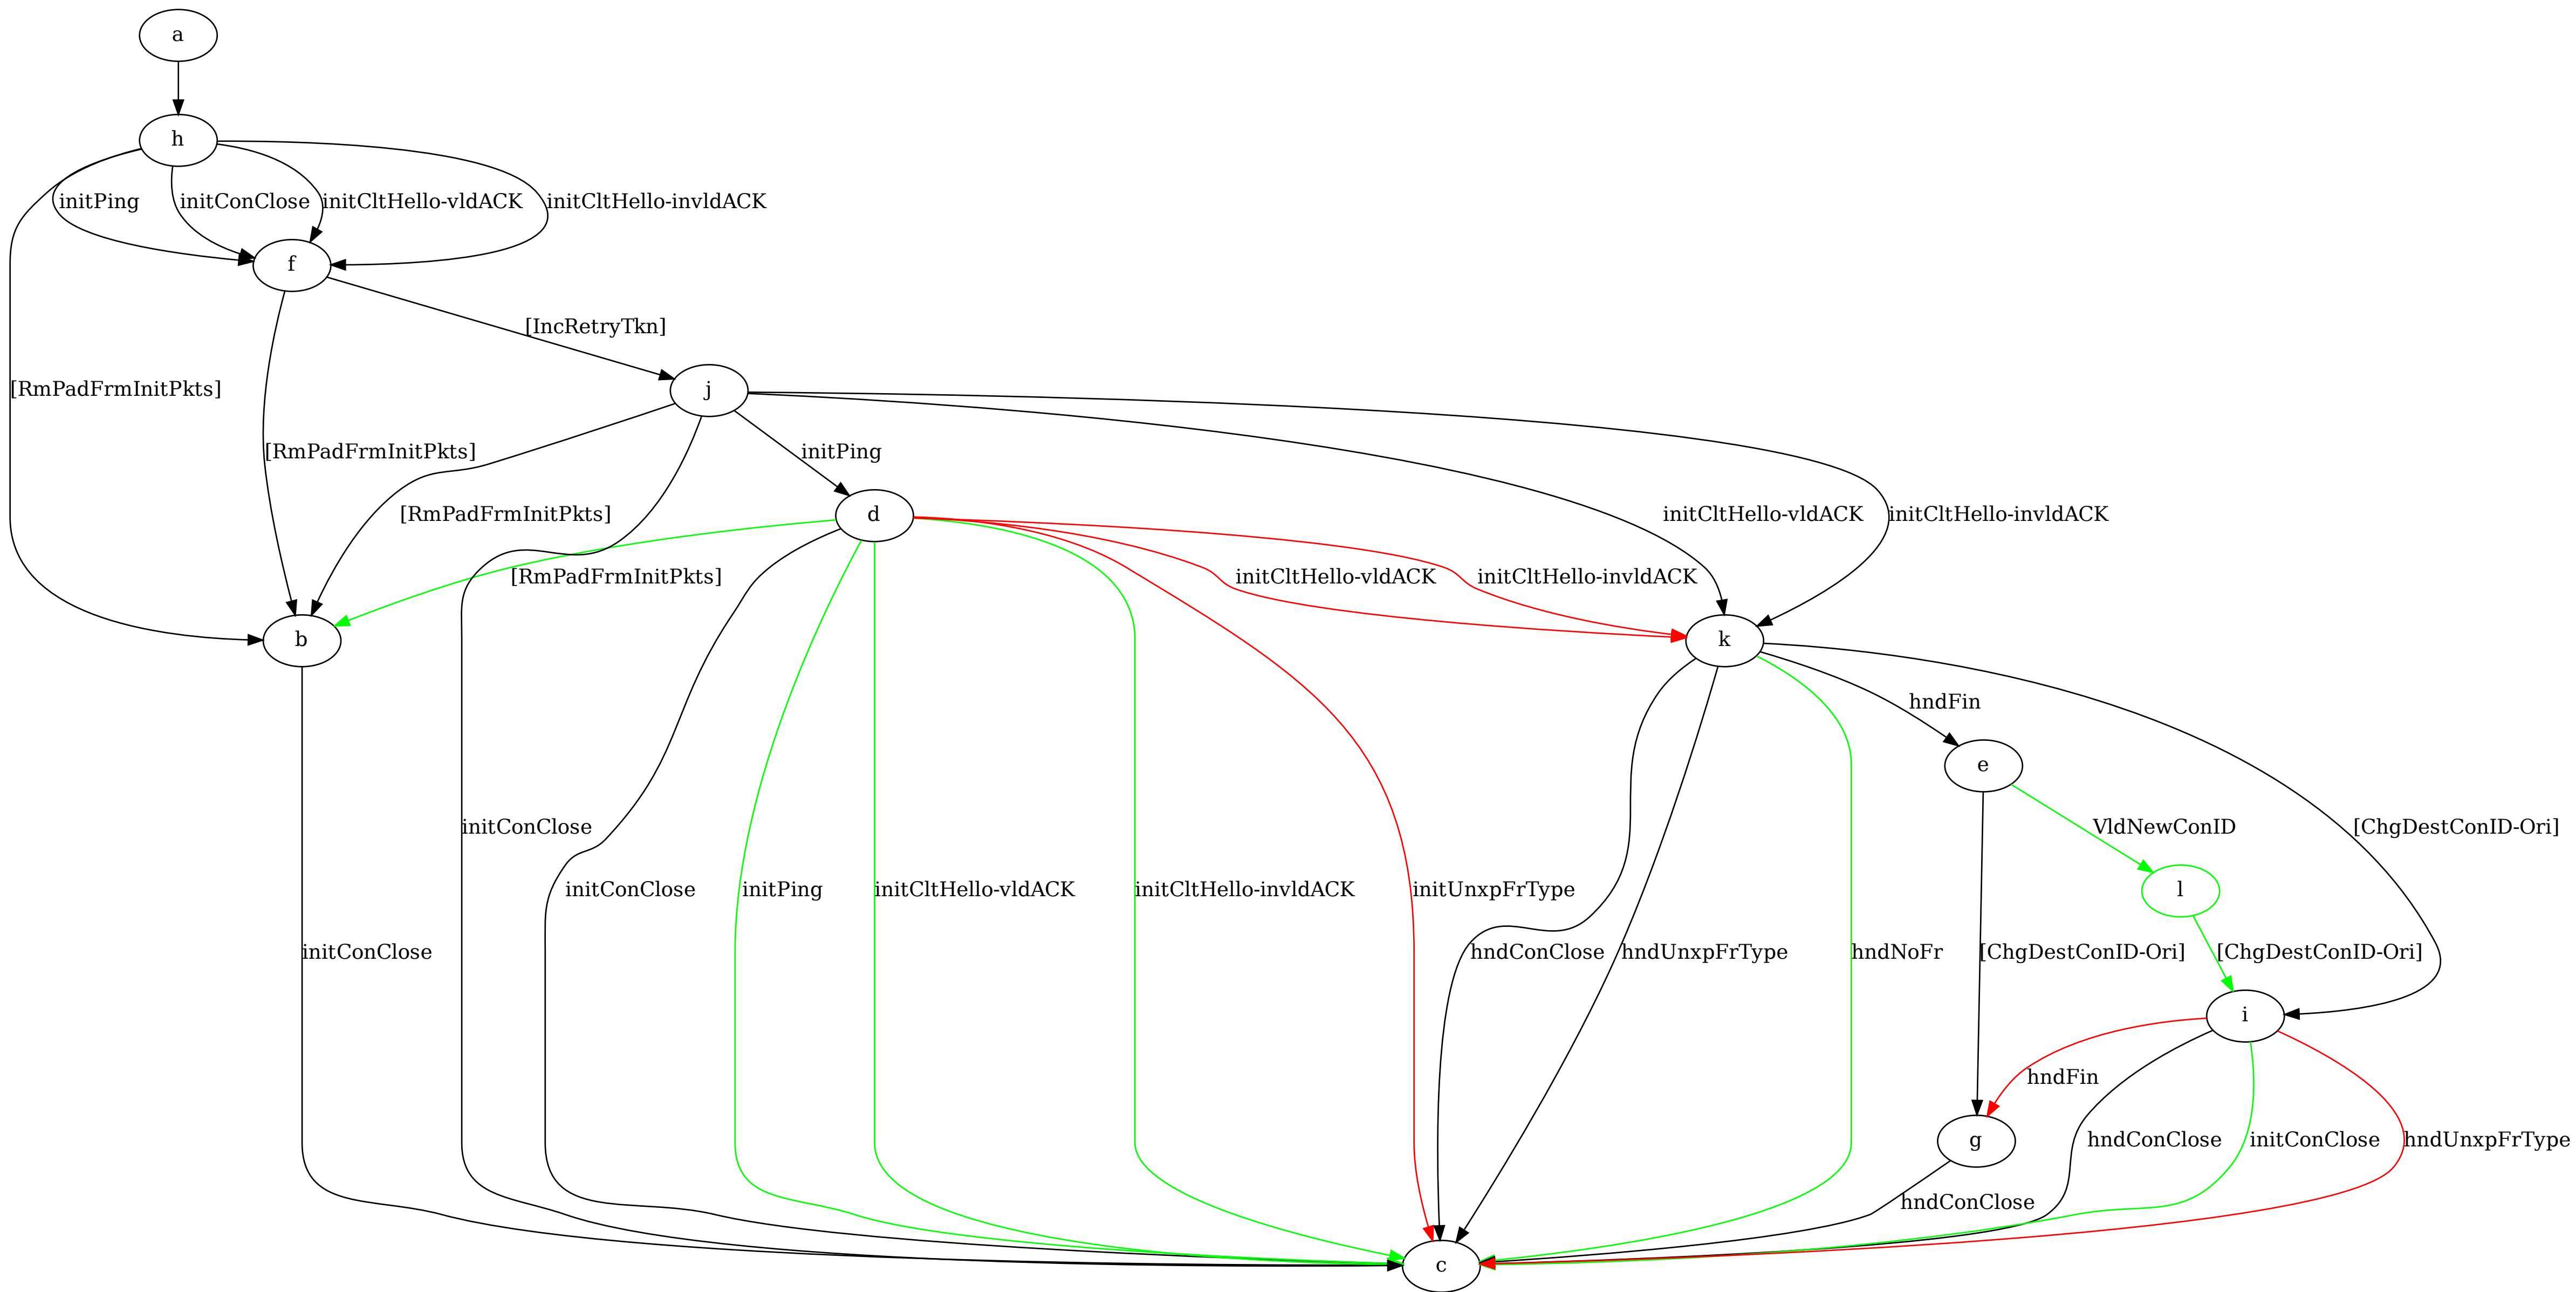 a
h
initPing
initConClose
initCltHello-vldACK
initCltHello-invldACK
f
[IncRetryTkn]
[RmPadFrmInitPkts]
j
[RmPadFrmInitPkts]
initPing
[RmPadFrmInitPkts]
d
initCltHello-vldACK
initCltHello-invldACK
[RmPadFrmInitPkts]
initCltHello-vldACK
initCltHello-invldACK
b
k
hndFin
e
initConClose
VldNewConID
[ChgDestConID-Ori]
initConClose
initPing
initCltHello-vldACK
initCltHello-invldACK
initUnxpFrType
l
initConClose
hndConClose
hndUnxpFrType
hndNoFr
[ChgDestConID-Ori]
[ChgDestConID-Ori]
i
hndFin
g
hndConClose
initConClose
hndUnxpFrType
hndConClose
c